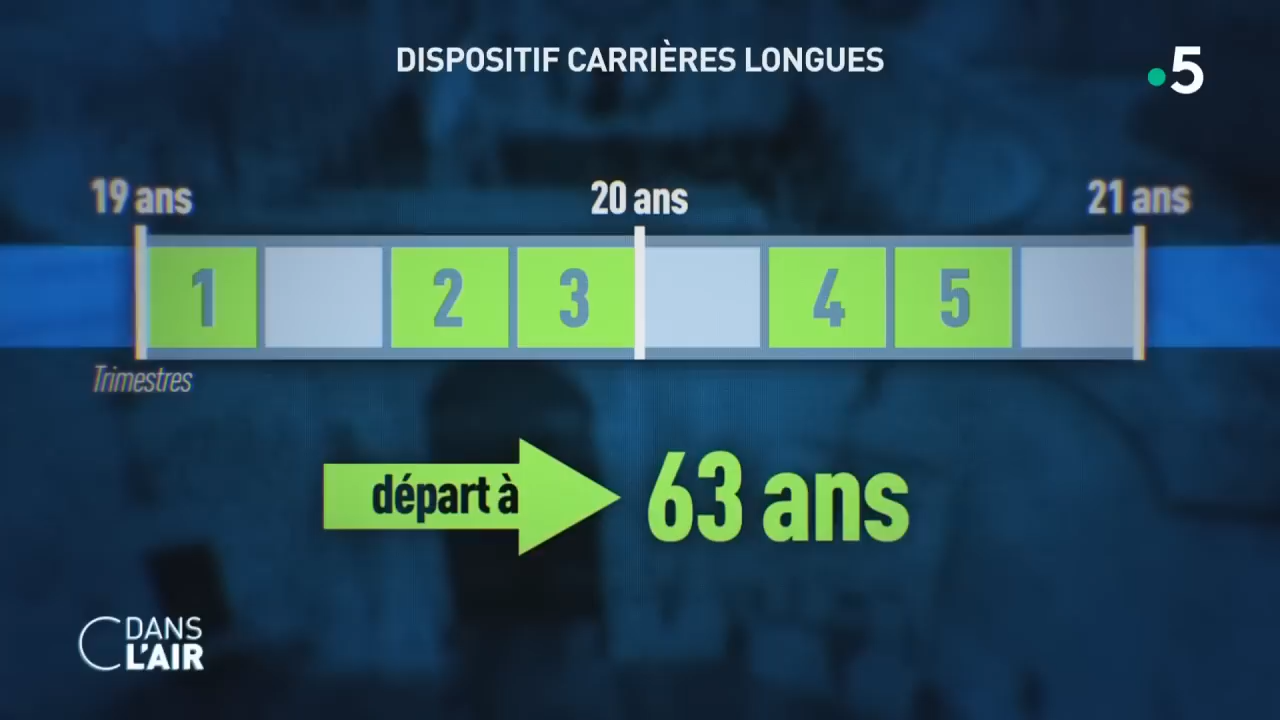 DISPOSITIF CARRIÈRES LONGUES
5
19 ans 20 ans 21 ans
1 2 3 4 5
Trimestres
départ à 63 ans
C DANS
L'AIR